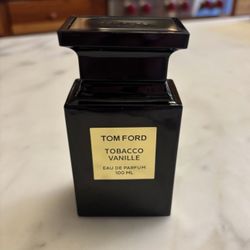 TOM FORD
TOBACCO
VANILLE
EAU DE PARFUM
100 ML